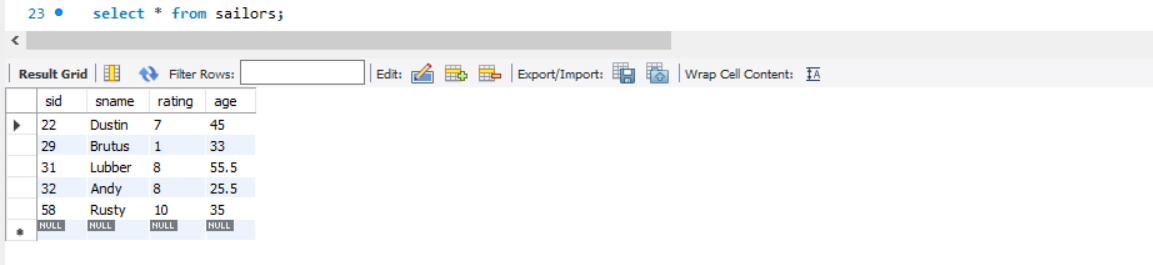 23 select * from sailors;
Result Grid Filter Rows: Edit: Export/Import: Wrap Cell Content: IA
sid sname rating age
22 Dustin 7 45
29 Brutus 1 33
31 Lubber 8 55.5
32 Andy 8 25.5
58 Rusty 10 35
NULL NULL NULL NULL